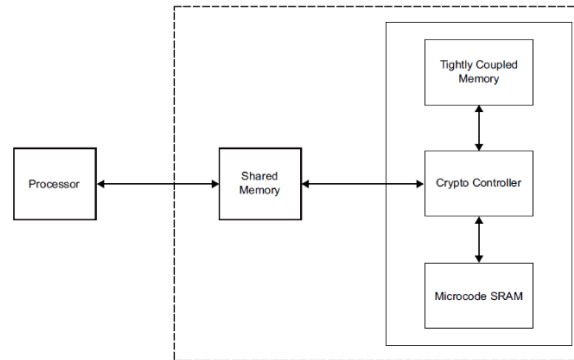 Tightly Coupled
Memory
Processor
Shared
Memory
Crypto Controller
Microcode SRAM